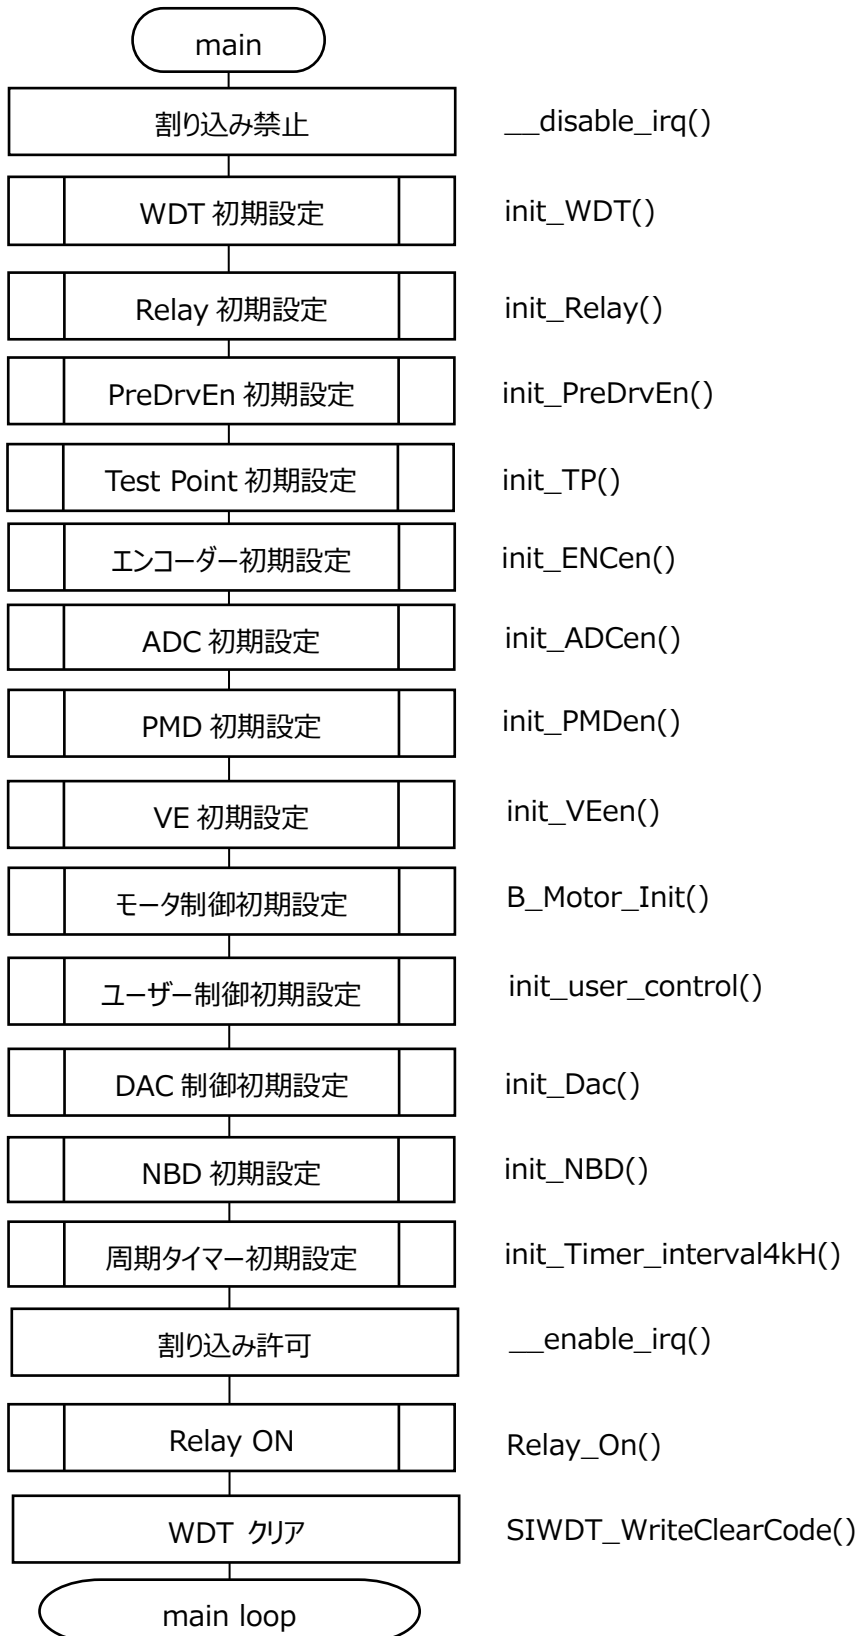 main
割り込み禁止 __disable_irq()
WDT 初期設定 init_WDT()
Relay 初期設定 init_Relay()
PreDrvEn 初期設定 init_PreDrvEn()
Test Point 初期設定 init_TP()
エンコーダー初期設定 init_ENCen()
ADC 初期設定 init_ADCen()
PMD 初期設定 init_PMDen()
VE 初期設定 init_VEen()
モータ制御初期設定 B_Motor_Init()
ユーザー制御初期設定 init_user_control()
DAC 制御初期設定 init_Dac()
NBD 初期設定 init_NBD()
周期タイマー初期設定 init_Timer_interval4kH()
割り込み許可 __enable_irq()
Relay ON Relay_On()
WDT クリア SIWDT_WriteClearCode()
main loop